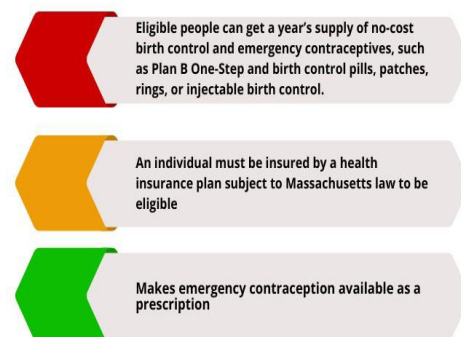 Eligible people can get a year's supply of no-cost
birth control and emergency contraceptives, such
as Plan B One-Step and birth control pills, patches,
rings, or injectable birth control.
An individual must be insured by a health
insurance plan subject to Massachusetts law to be
eligible
Makes emergency contraception available as a
prescription